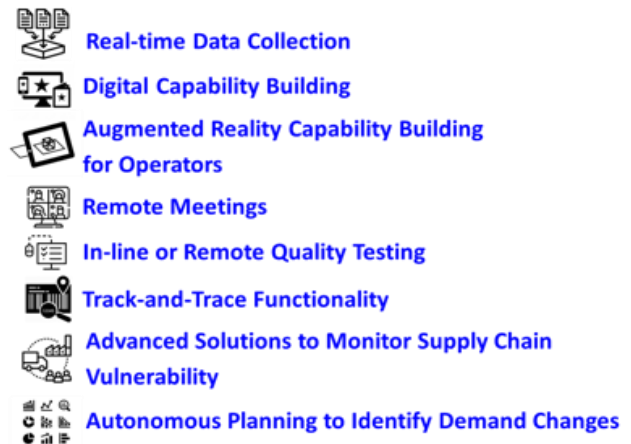 Real-time Data Collection
Digital Capability Building
Augmented Reality Capability Building
for Operators
Remote Meetings
In-line or Remote Quality Testing
Track-and-Trace Functionality
Advanced Solutions to Monitor Supply Chain
Vulnerability
Autonomous Planning to Identify Demand Changes